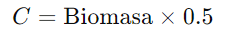 C = Biomasa × 0.5